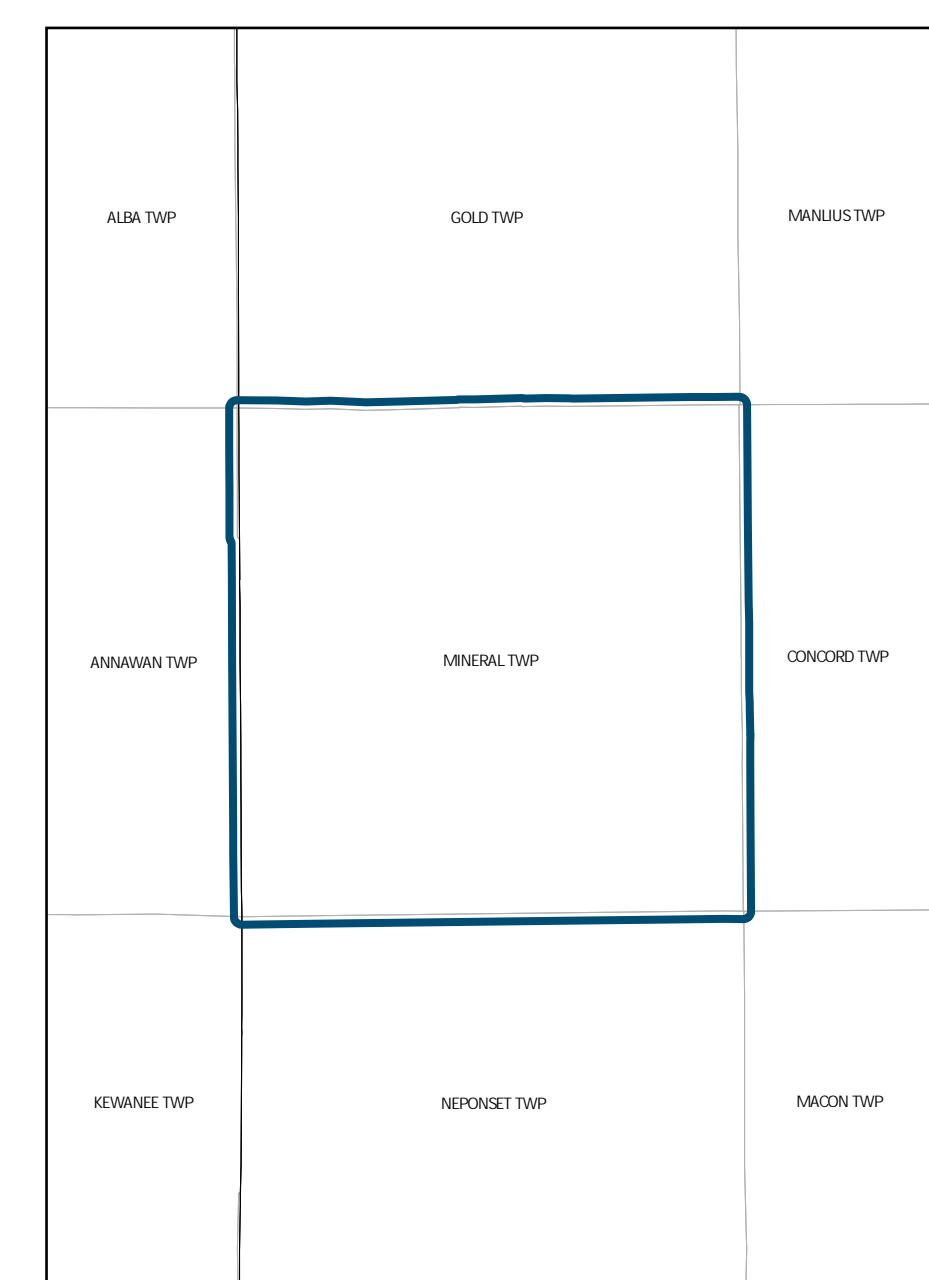 ALBA TWP
GOLD TWP
MANLIUS TWP
ANNAWAN TWP
MINERAL TWP
CONCORD TWP
KEWANEE TWP
NEPONSET TWP
MACON TWP